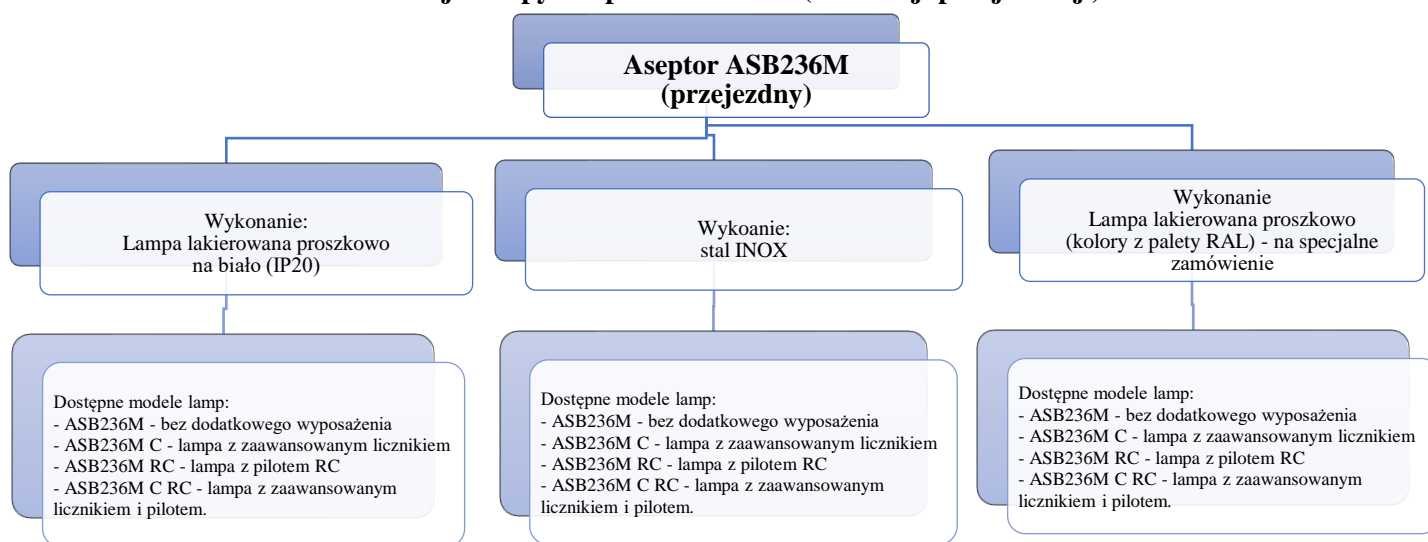 Aseptor ASB236M
(przejezdny)
Wykonanie:
Lampa lakierowana proszkowo
na biało (IP20)
Wykoanie:
stal INOX
Wykonanie
Lampa lakierowana proszkowo
(kolory z palety RAL) - na specjalne
zamówienie
Dostępne modele lamp:
- ASB236M - bez dodatkowego wyposażenia
- ASB236M C - lampa z zaawansowanym licznikiem
- ASB236M RC - lampa z pilotem RC
- ASB236M C RC - lampa z zaawansowanym
licznikiem i pilotem.
Dostępne modele lamp:
- ASB236M - bez dodatkowego wyposażenia
- ASB236M C - lampa z zaawansowanym licznikiem
- ASB236M RC - lampa z pilotem RC
- ASB236M C RC - lampa z zaawansowanym
licznikiem i pilotem.
Dostępne modele lamp:
- ASB236M - bez dodatkowego wyposażenia
- ASB236M C - lampa z zaawansowanym licznikiem
- ASB236M RC - lampa z pilotem RC
- ASB236M C RC - lampa z zaawansowanym
licznikiem i pilotem.